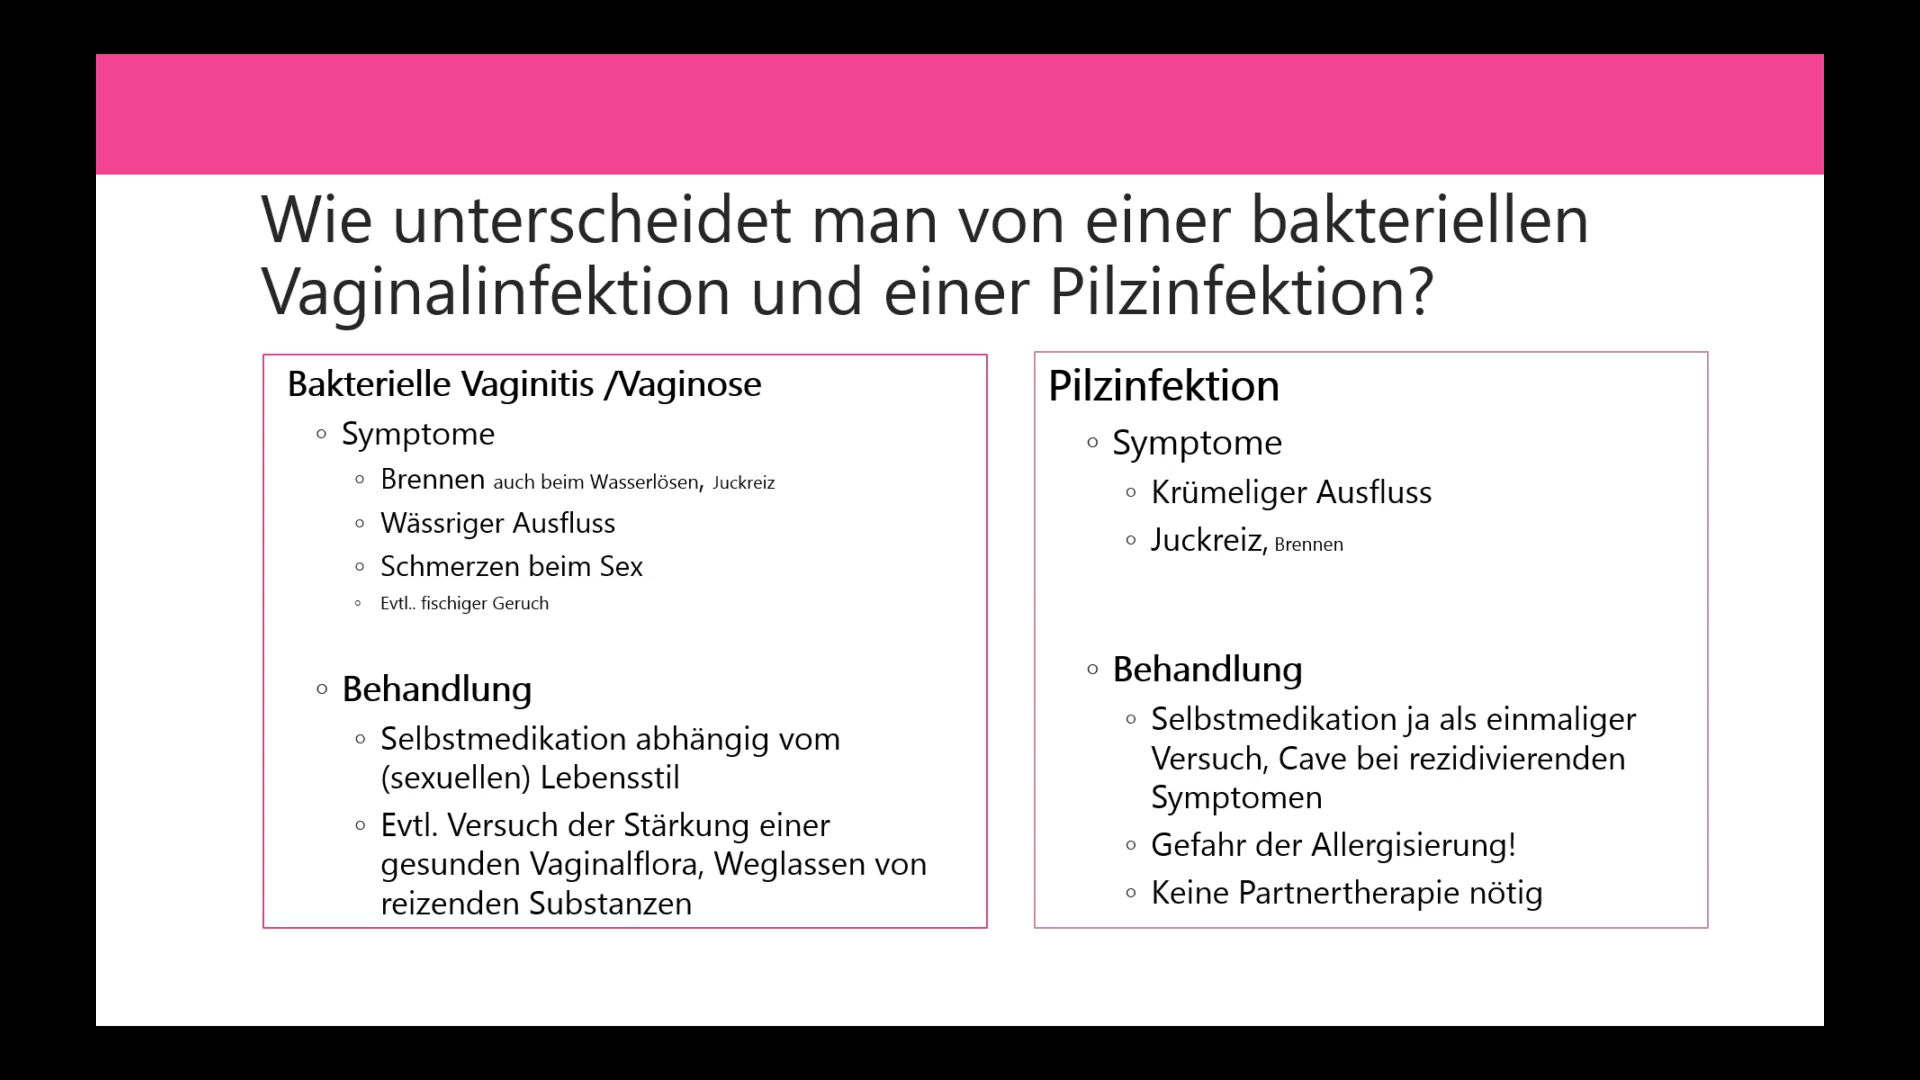 Wie unterscheidet man von einer bakteriellen
Vaginalinfektion und einer Pilzinfektion?
Bakterielle Vaginitis /Vaginose
◦ Symptome
◦ Brennen auch beim Wasserlösen, Juckreiz
◦ Wässriger Ausfluss
◦ Schmerzen beim Sex
◦ Evtl.. fischiger Geruch
◦ Behandlung
◦ Selbstmedikation abhängig vom
(sexuellen) Lebensstil
◦ Evtl. Versuch der Stärkung einer
gesunden Vaginalflora, Weglassen von
reizenden Substanzen
Pilzinfektion
◦ Symptome
◦ Krümeliger Ausfluss
◦ Juckreiz, Brennen
◦ Behandlung
◦ Selbstmedikation ja als einmaliger
Versuch, Cave bei rezidivierenden
Symptomen
◦ Gefahr der Allergisierung!
◦ Keine Partnertherapie nötig